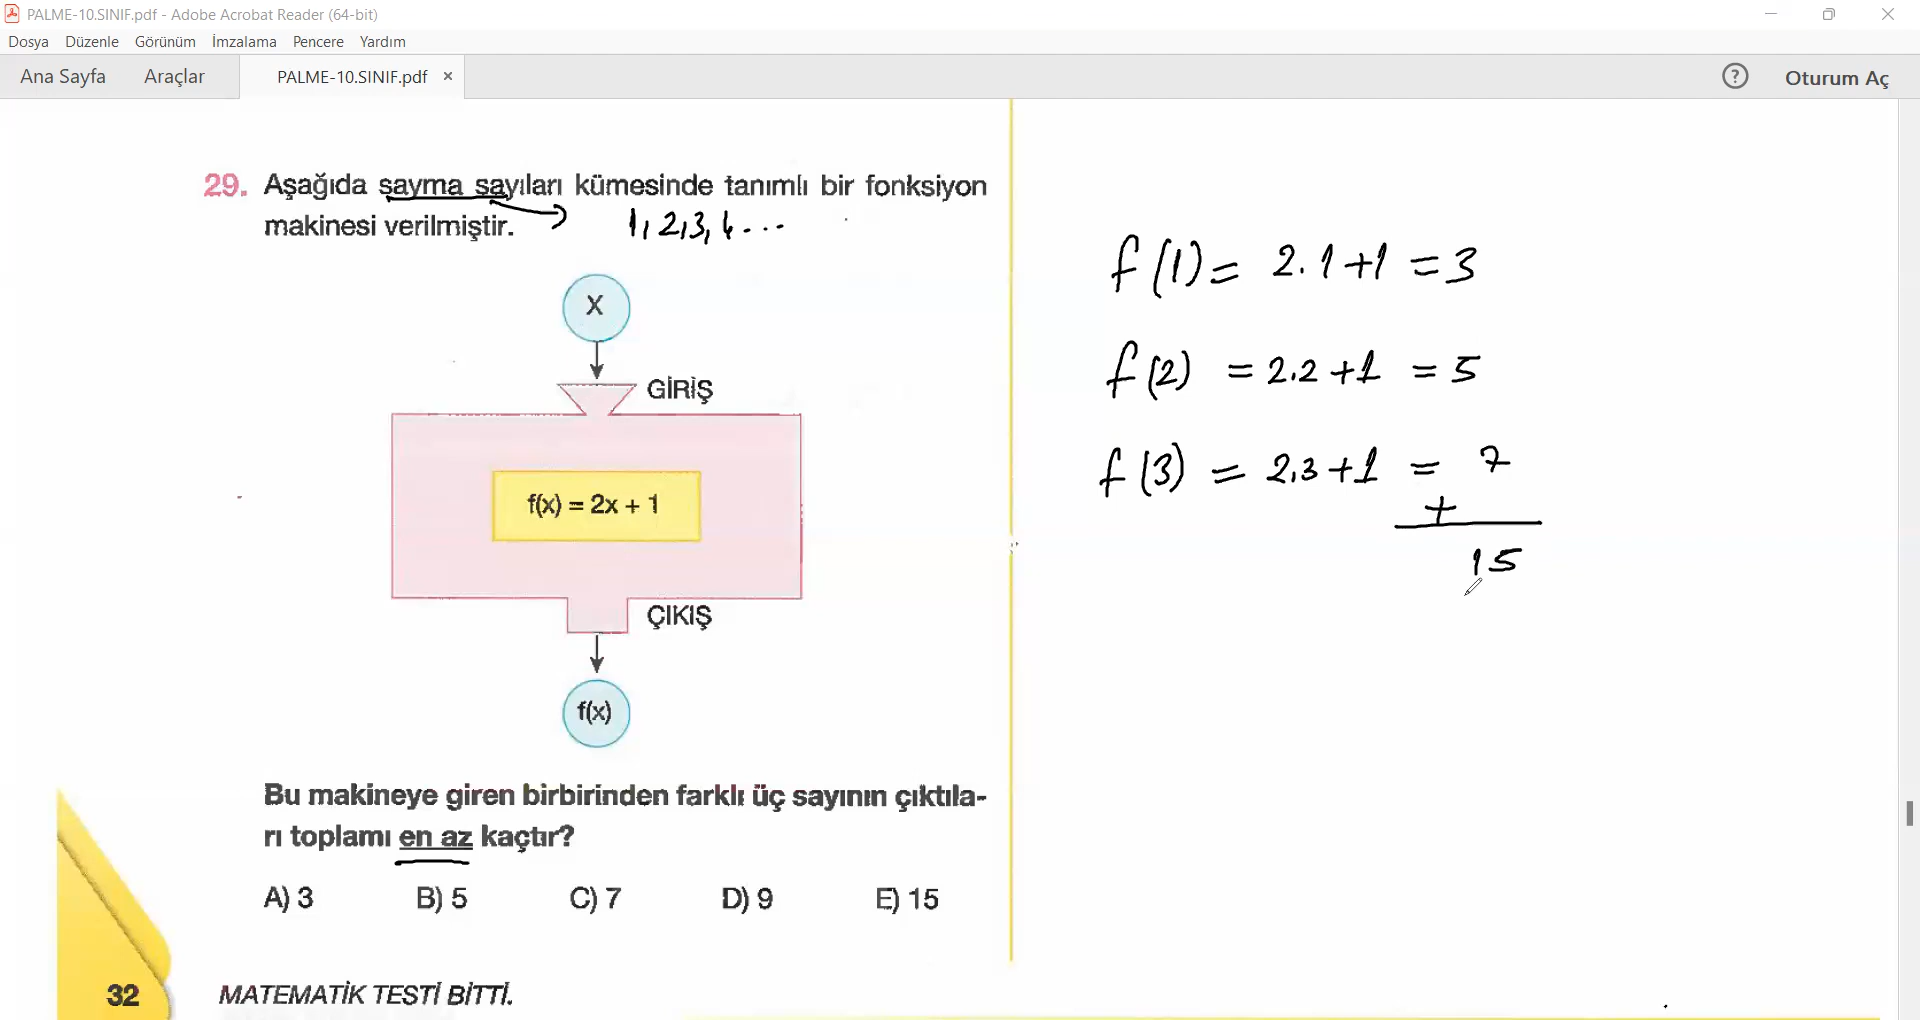 PALME-10.SINIF.pdf - Adobe Acrobat Reader (64-bit)
Dosya Düzenle Görünüm İmzalama Pencere Yardım
Ana Sayfa Araçlar PALME-10.SINIF.pdf × ? Oturum Aç
29. Aşağıda sayma sayıları kümesinde tanımlı bir fonksiyon
makinesi verilmiştir. 1, 2, 3, 4 ...
X
GİRİŞ
f(x) = 2x + 1
ÇIKIŞ
f(x)
Bu makineye giren birbirinden farklı üç sayının çıktıla-
rı toplamı en az kaçtır?
A) 3 B) 5 C) 7 D) 9 E) 15
32 MATEMATİK TESTİ BİTTİ.
f(1) = 2.1+1 = 3
f(2) = 2.2+1 = 5
f(3) = 2.3+1 = 7
+
15